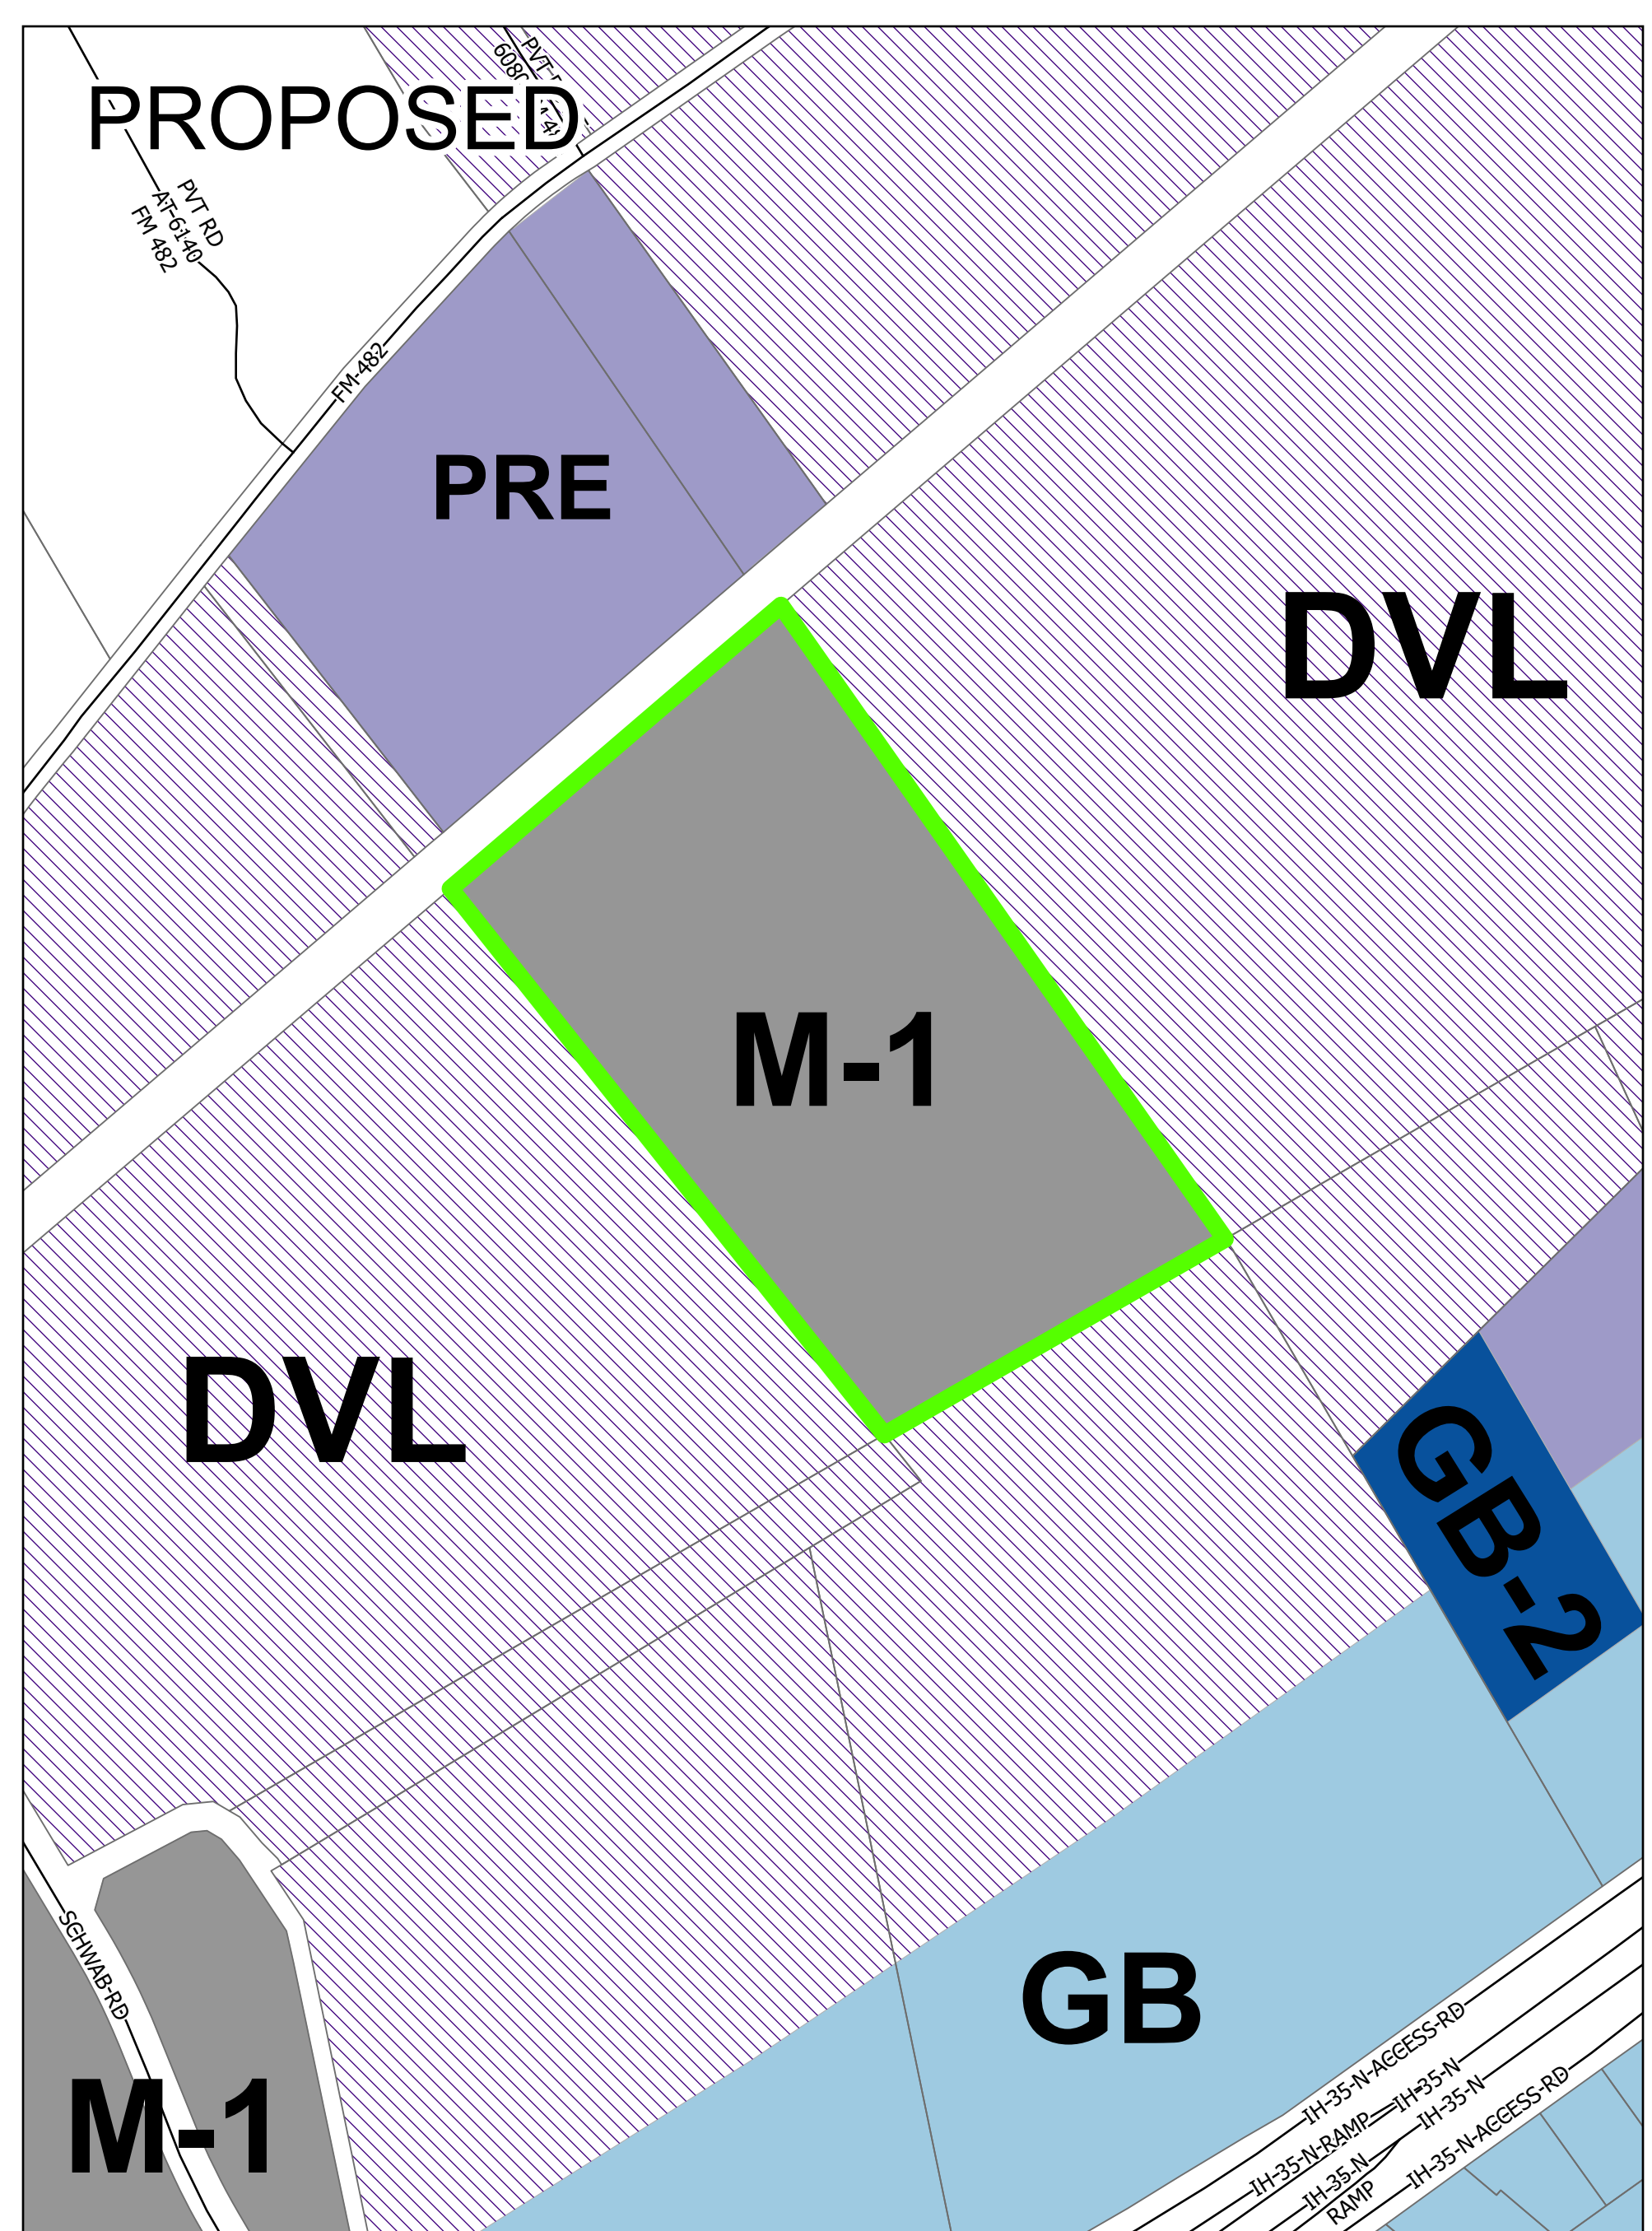 PROPOSED
PVT RD
AT-6140
FM 482
FM-482
PRE
DVL
M-1
DVL
GB-2
SCHWAB-RD
M-1
GB
IH-35-N-ACCESS-RD
IH-35-N-RAMP
IH-35-N
IH-35-N
IH-35-N-ACCESS-RD
IH-35-N
RAMP